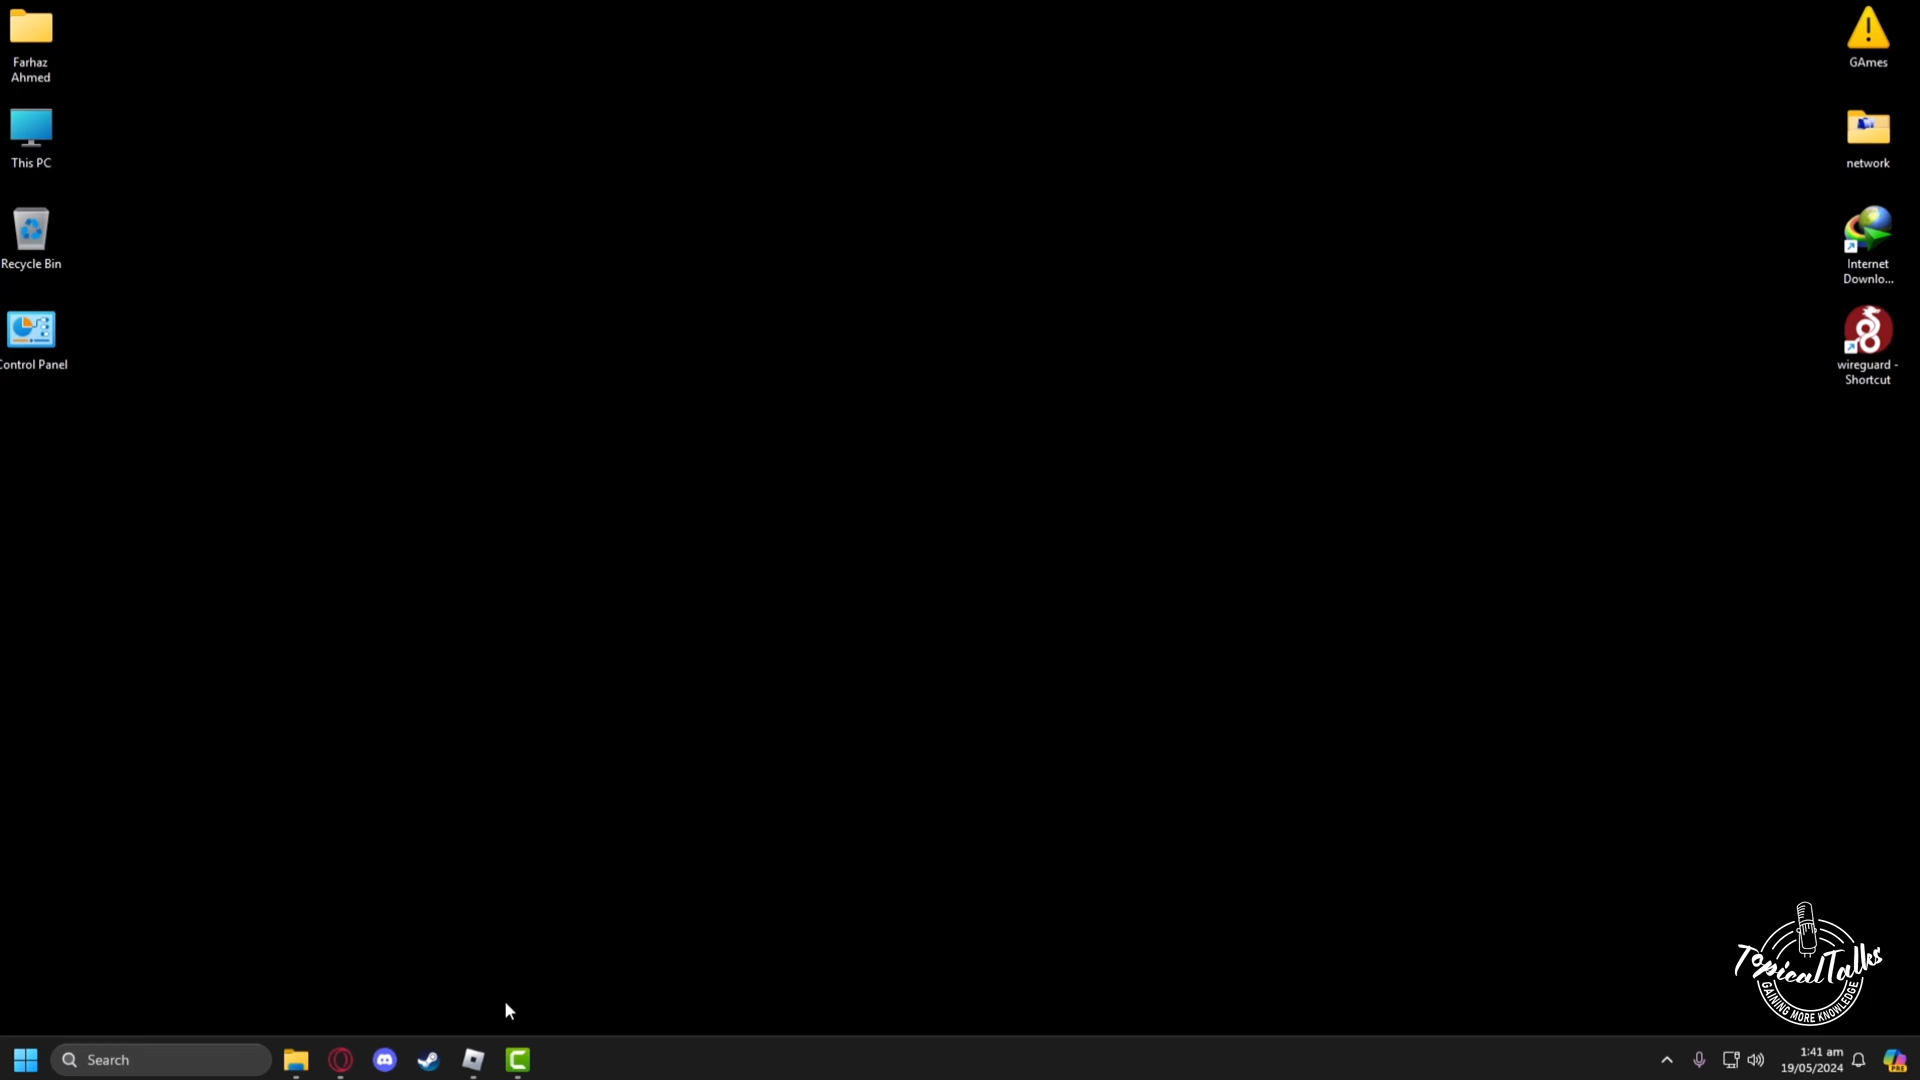 Farhaz
Ahmed
This PC
Recycle Bin
Control Panel
GAmes
network
Internet
Downlo...
wireguard -
Shortcut
TopicalTalks
GAINING MORE KNOWLEDGE
Search
1:41 am
19/05/2024
PRE